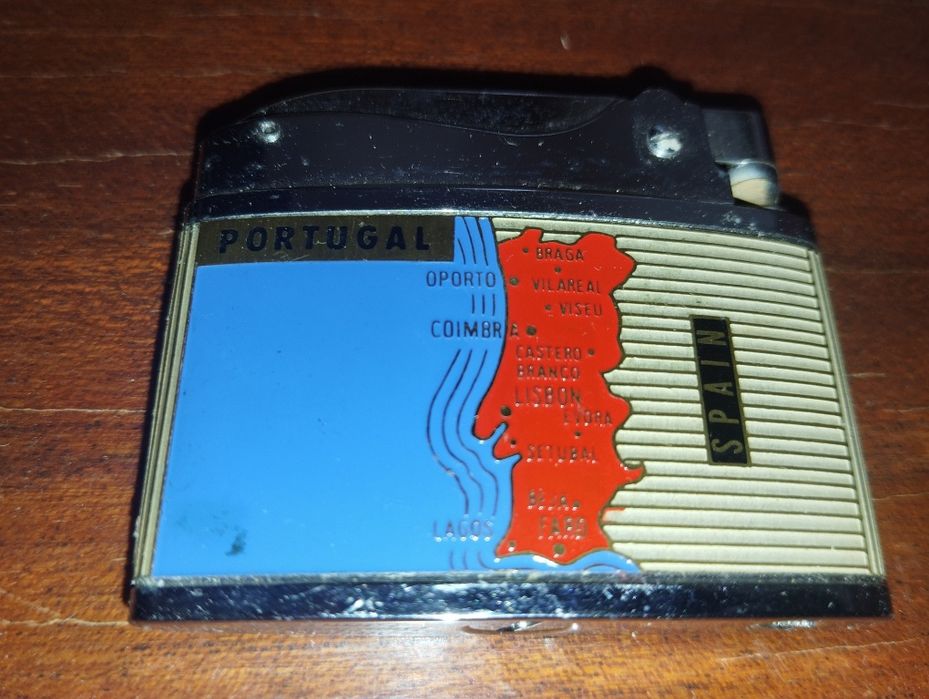 PORTUGAL
BRAGA
OPORTO
VILAREAL
VISEU
COIMBRA
CASTERO
BRANCO
LISBON
EVORA
SETUBAL
BEJA
FARO
LAGOS
SPAIN